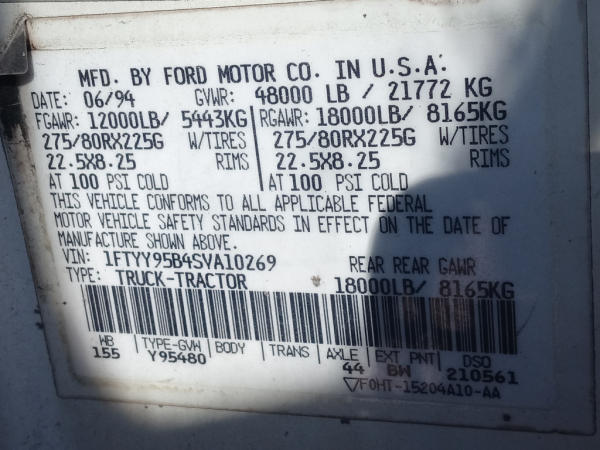 MFD. BY FORD MOTOR CO. IN U.S.A.
DATE: 06/94 GVWR: 48000 LB / 21772 KG
FGAWR: 12000LB/ 5443KG RGAWR: 18000LB/ 8165KG
275/80RX225G W/TIRES 275/80RX225G W/TIRES
22.5X8.25 RIMS 22.5X8.25 RIMS
AT 100 PSI COLD AT 100 PSI COLD
THIS VEHICLE CONFORMS TO ALL APPLICABLE FEDERAL
MOTOR VEHICLE SAFETY STANDARDS IN EFFECT ON THE DATE OF
MANUFACTURE SHOWN ABOVE.
VIN: 1FTYY95B4SVA10269 REAR REAR GAWR
TYPE: TRUCK-TRACTOR 18000LB/ 8165KG
WB TYPE-GVW BODY TRANS AXLE EXT PNT DSO
155 Y95480 44 BW 210561
F0HT-15204A10-AA